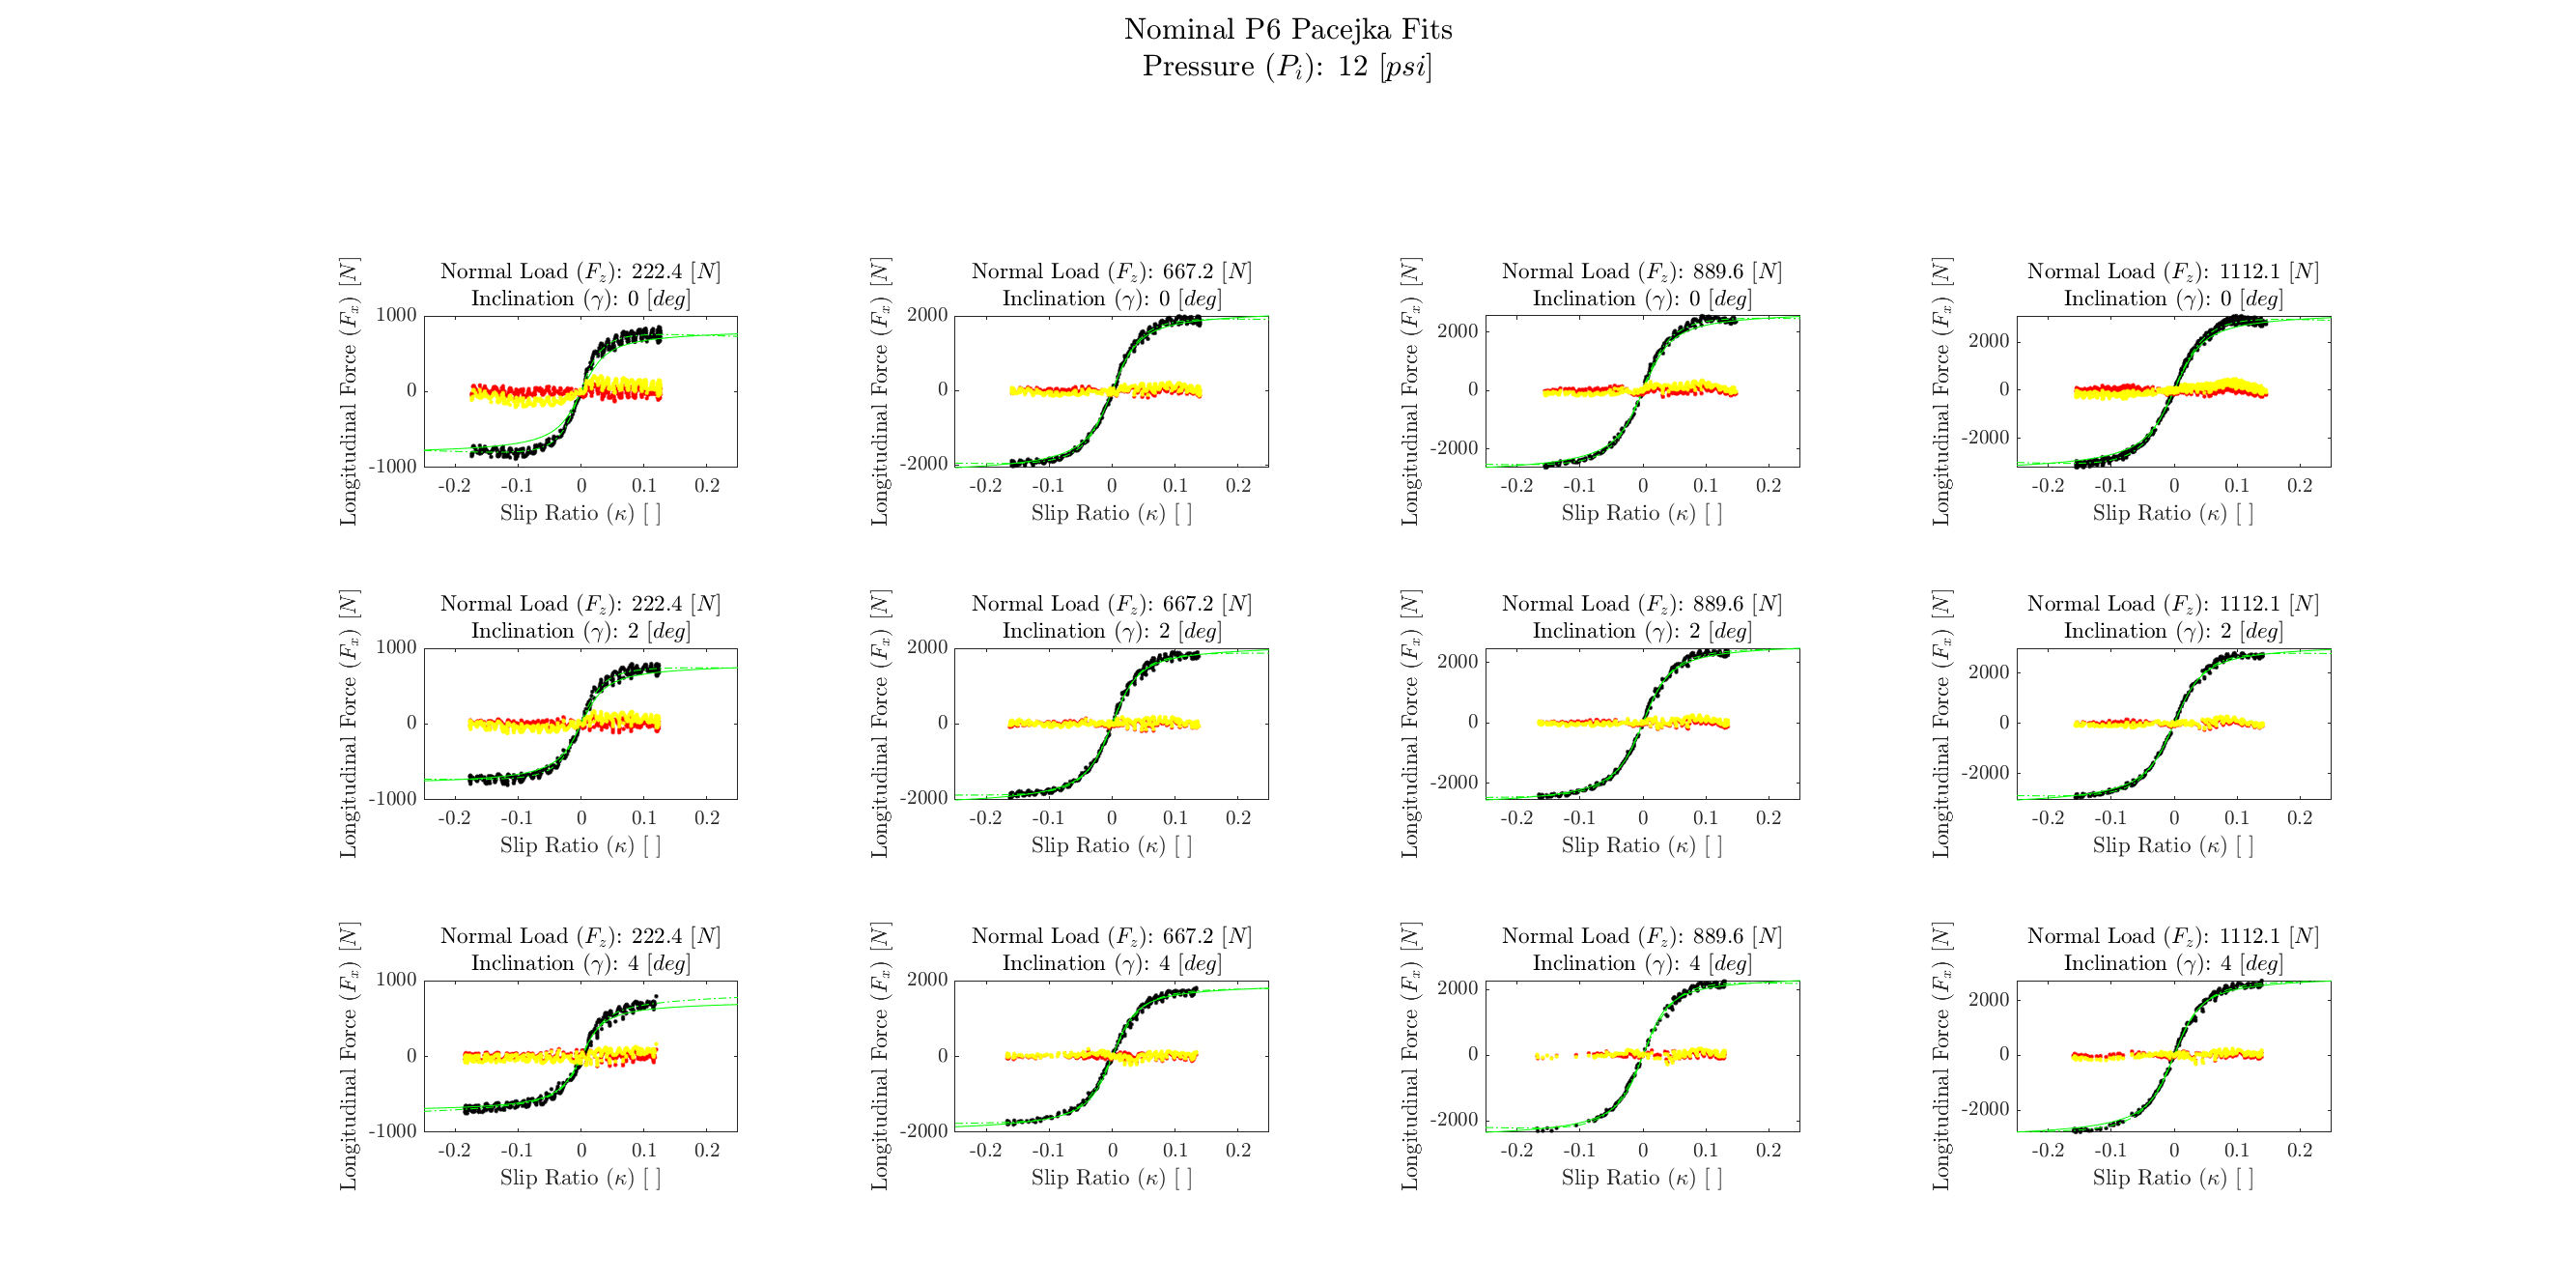 Nominal P6 Pacejka Fits
Pressure (P_i): 12 [psi]
Normal Load (F_z): 222.4 [N]
Inclination (γ): 0 [deg]
Longitudinal Force (F_x) [N]
1000
0
-1000
-0.2 -0.1 0 0.1 0.2
Slip Ratio (κ) [ ]
Normal Load (F_z): 667.2 [N]
Inclination (γ): 0 [deg]
Longitudinal Force (F_x) [N]
2000
0
-2000
-0.2 -0.1 0 0.1 0.2
Slip Ratio (κ) [ ]
Normal Load (F_z): 889.6 [N]
Inclination (γ): 0 [deg]
Longitudinal Force (F_x) [N]
2000
0
-2000
-0.2 -0.1 0 0.1 0.2
Slip Ratio (κ) [ ]
Normal Load (F_z): 1112.1 [N]
Inclination (γ): 0 [deg]
Longitudinal Force (F_x) [N]
2000
0
-2000
-0.2 -0.1 0 0.1 0.2
Slip Ratio (κ) [ ]
Normal Load (F_z): 222.4 [N]
Inclination (γ): 2 [deg]
Longitudinal Force (F_x) [N]
1000
0
-1000
-0.2 -0.1 0 0.1 0.2
Slip Ratio (κ) [ ]
Normal Load (F_z): 667.2 [N]
Inclination (γ): 2 [deg]
Longitudinal Force (F_x) [N]
2000
0
-2000
-0.2 -0.1 0 0.1 0.2
Slip Ratio (κ) [ ]
Normal Load (F_z): 889.6 [N]
Inclination (γ): 2 [deg]
Longitudinal Force (F_x) [N]
2000
0
-2000
-0.2 -0.1 0 0.1 0.2
Slip Ratio (κ) [ ]
Normal Load (F_z): 1112.1 [N]
Inclination (γ): 2 [deg]
Longitudinal Force (F_x) [N]
2000
0
-2000
-0.2 -0.1 0 0.1 0.2
Slip Ratio (κ) [ ]
Normal Load (F_z): 222.4 [N]
Inclination (γ): 4 [deg]
Longitudinal Force (F_x) [N]
1000
0
-1000
-0.2 -0.1 0 0.1 0.2
Slip Ratio (κ) [ ]
Normal Load (F_z): 667.2 [N]
Inclination (γ): 4 [deg]
Longitudinal Force (F_x) [N]
2000
0
-2000
-0.2 -0.1 0 0.1 0.2
Slip Ratio (κ) [ ]
Normal Load (F_z): 889.6 [N]
Inclination (γ): 4 [deg]
Longitudinal Force (F_x) [N]
2000
0
-2000
-0.2 -0.1 0 0.1 0.2
Slip Ratio (κ) [ ]
Normal Load (F_z): 1112.1 [N]
Inclination (γ): 4 [deg]
Longitudinal Force (F_x) [N]
2000
0
-2000
-0.2 -0.1 0 0.1 0.2
Slip Ratio (κ) [ ]